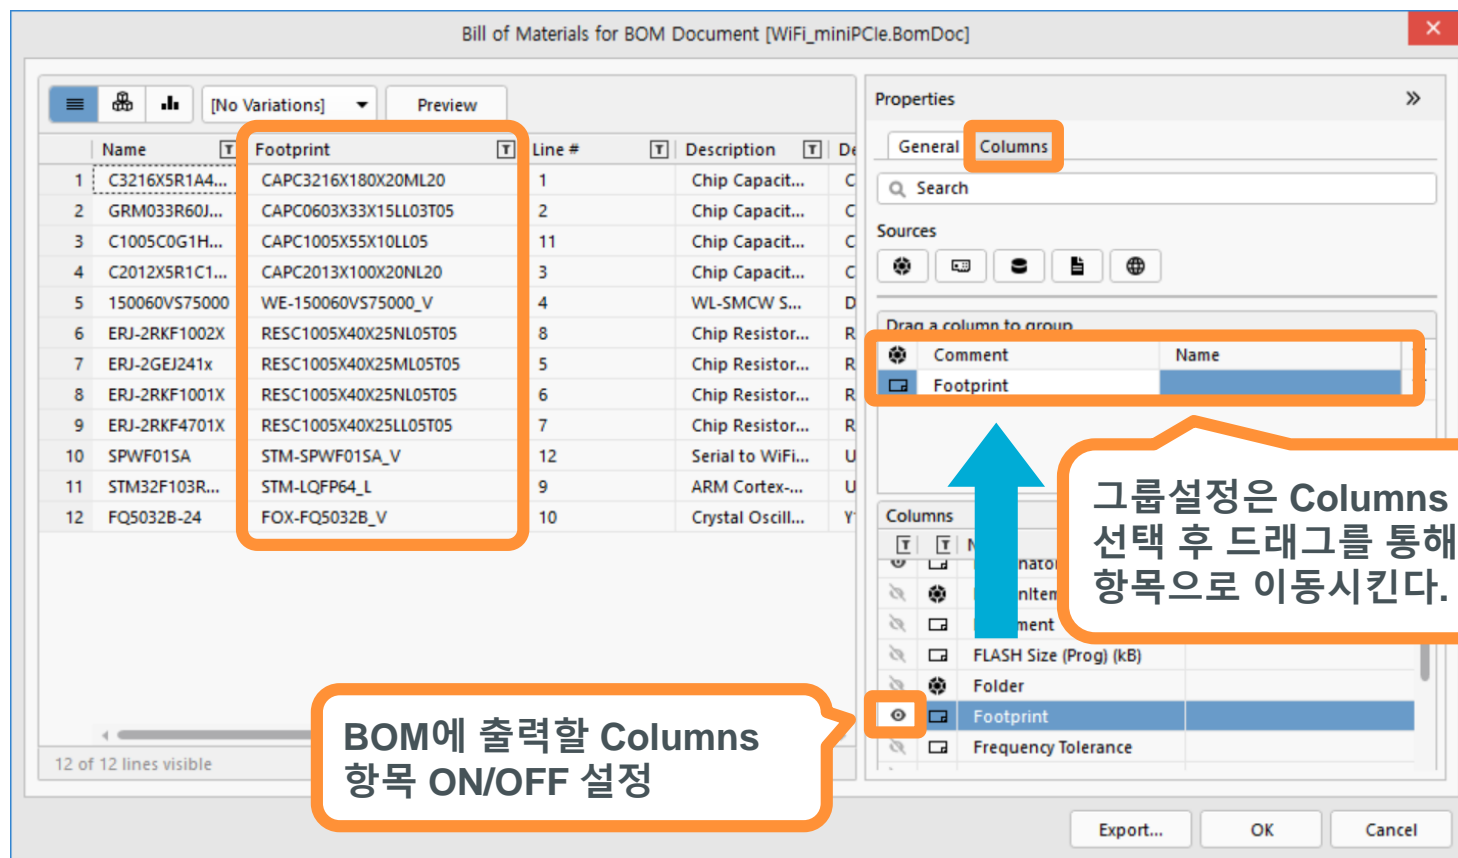 Bill of Materials for BOM Document [WiFi_miniPCIe.BomDoc]
[No Variations]
Preview
Name Footprint Line # Description De
1 C3216X5R1A4... CAPC3216X180X20ML20 1 Chip Capacit... C
2 GRM033R60J... CAPC0603X33X15LL03T05 2 Chip Capacit... C
3 C1005C0G1H... CAPC1005X55X10LL05 11 Chip Capacit... C
4 C2012X5R1C1... CAPC2013X100X20NL20 3 Chip Capacit... C
5 150060VS75000 WE-150060VS75000_V 4 WL-SMCW S... D
6 ERJ-2RKF1002X RESC1005X40X25NL05T05 8 Chip Resistor... R
7 ERJ-2GEJ241x RESC1005X40X25ML05T05 5 Chip Resistor... R
8 ERJ-2RKF1001X RESC1005X40X25NL05T05 6 Chip Resistor... R
9 ERJ-2RKF4701X RESC1005X40X25LL05T05 7 Chip Resistor... R
10 SPWF01SA STM-SPWF01SA_V 12 Serial to WiFi... U
11 STM32F103R... STM-LQFP64_L 9 ARM Cortex-... U
12 FQ5032B-24 FOX-FQ5032B_V 10 Crystal Oscill... Y
12 of 12 lines visible
BOM에 출력할 Columns
항목 ON/OFF 설정
Properties
General Columns
Search
Sources
Drag a column to group
Comment Name
Footprint
그룹설정은 Columns
선택 후 드래그를 통해
항목으로 이동시킨다.
Columns
N
nato
nIten
ment
FLASH Size (Prog) (kB)
Folder
Footprint
Frequency Tolerance
Export...
OK
Cancel